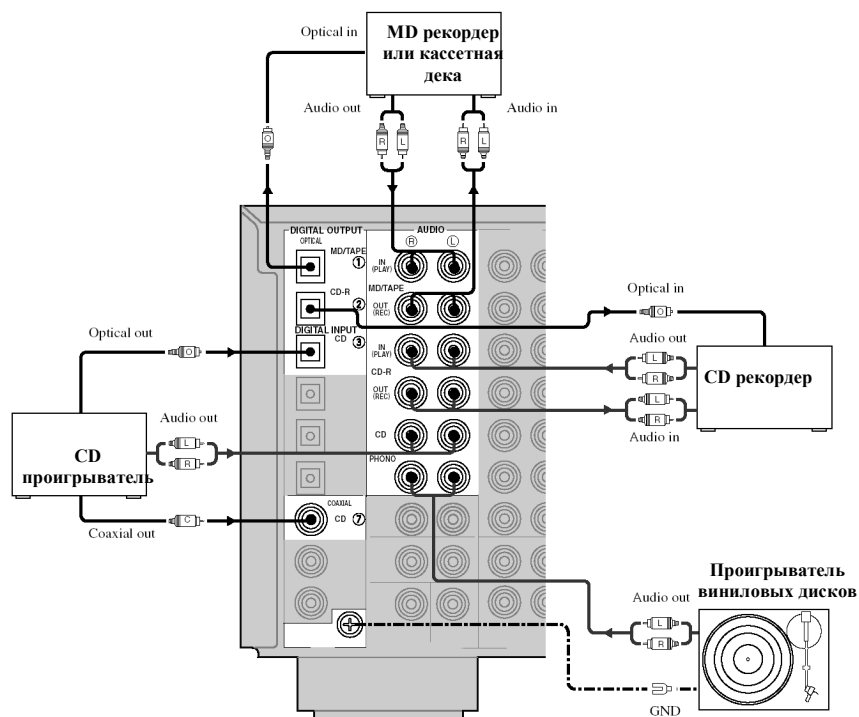 Optical in
MD рекордер
или кассетная
дека
Audio out
Audio in
O
R
L
R
L
DIGITAL OUTPUT
OPTICAL
AUDIO
R
L
MD/TAPE
1
IN
(PLAY)
MD/TAPE
CD-R
2
OUT
(REC)
DIGITAL INPUT
CD
3
IN
(PLAY)
CD-R
OUT
(REC)
CD
PHONO
COAXIAL
CD
7
Optical in
O
Audio out
L
R
CD рекордер
L
R
Audio in
Optical out
O
Audio out
L
R
CD
проигрыватель
C
Coaxial out
Проигрыватель
виниловых дисков
Audio out
L
R
GND